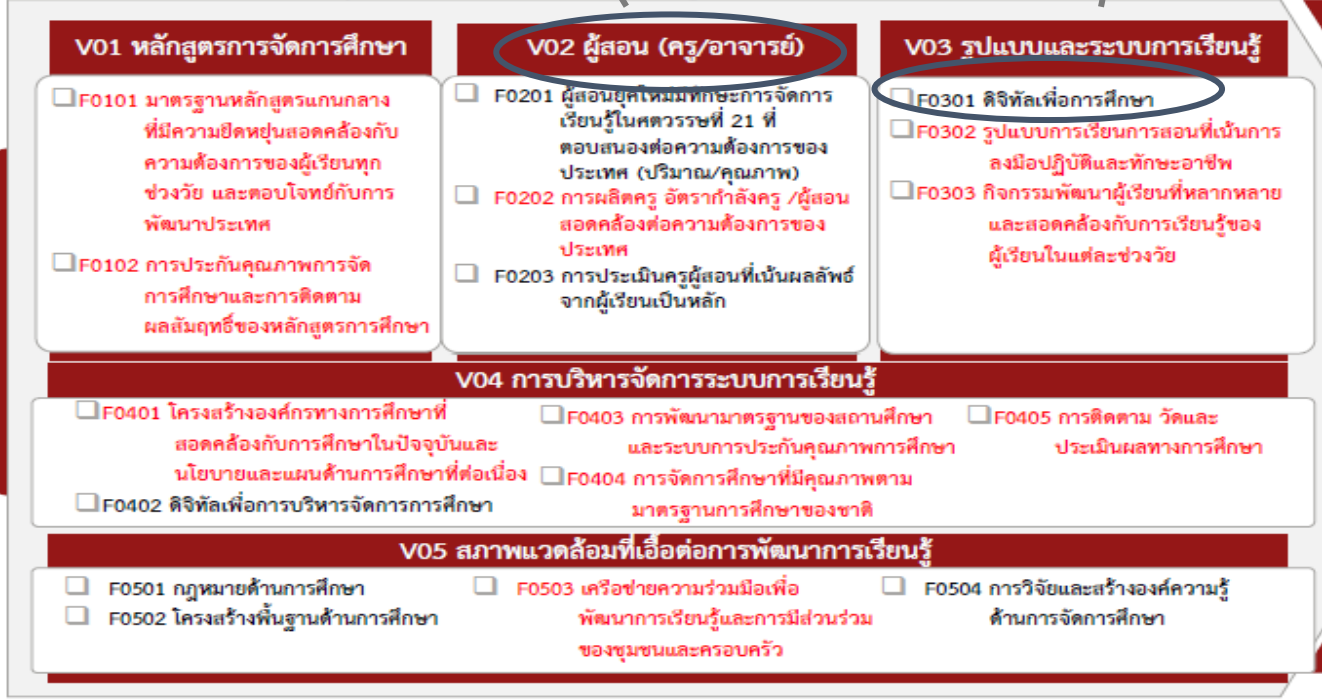 V01 หลักสูตรการจัดการศึกษา
F0101 มาตรฐานหลักสูตรแกนกลาง
ที่มีความยืดหยุ่นสอดคล้องกับ
ความต้องการของผู้เรียนทุก
ช่วงวัย และตอบโจทย์กับการ
พัฒนาประเทศ
F0102 การประกันคุณภาพการจัด
การศึกษาและการติดตาม
ผลสัมฤทธิ์ของหลักสูตรการศึกษา
V02 ผู้สอน (ครู/อาจารย์)
F0201 ผู้สอนยุคใหม่มีทักษะการจัดการ
เรียนรู้ในศตวรรษที่ 21 ที่
ตอบสนองต่อความต้องการของ
ประเทศ (ปริมาณ/คุณภาพ)
F0202 การผลิตครู อัตรากำลังครู /ผู้สอน
สอดคล้องต่อความต้องการของ
ประเทศ
F0203 การประเมินครูผู้สอนที่เน้นผลลัพธ์
จากผู้เรียนเป็นหลัก
V03 รูปแบบและระบบการเรียนรู้
F0301 ดิจิทัลเพื่อการศึกษา
F0302 รูปแบบการเรียนการสอนที่เน้นการ
ลงมือปฏิบัติและทักษะอาชีพ
F0303 กิจกรรมพัฒนาผู้เรียนที่หลากหลาย
และสอดคล้องกับการเรียนรู้ของ
ผู้เรียนในแต่ละช่วงวัย
V04 การบริหารจัดการระบบการเรียนรู้
F0401 โครงสร้างองค์กรทางการศึกษาที่
สอดคล้องกับการศึกษาในปัจจุบันและ
นโยบายและแผนด้านการศึกษาที่ต่อเนื่อง
F0402 ดิจิทัลเพื่อการบริหารจัดการการศึกษา
F0403 การพัฒนามาตรฐานของสถานศึกษา
และระบบการประกันคุณภาพการศึกษา
F0404 การจัดการศึกษาที่มีคุณภาพตาม
มาตรฐานการศึกษาของชาติ
F0405 การติดตาม วัดและ
ประเมินผลทางการศึกษา
V05 สภาพแวดล้อมที่เอื้อต่อการพัฒนาการเรียนรู้
F0501 กฎหมายด้านการศึกษา
F0502 โครงสร้างพื้นฐานด้านการศึกษา
F0503 เครือข่ายความร่วมมือเพื่อ
พัฒนาการเรียนรู้และการมีส่วนร่วม
ของชุมชนและครอบครัว
F0504 การวิจัยและสร้างองค์ความรู้
ด้านการจัดการศึกษา